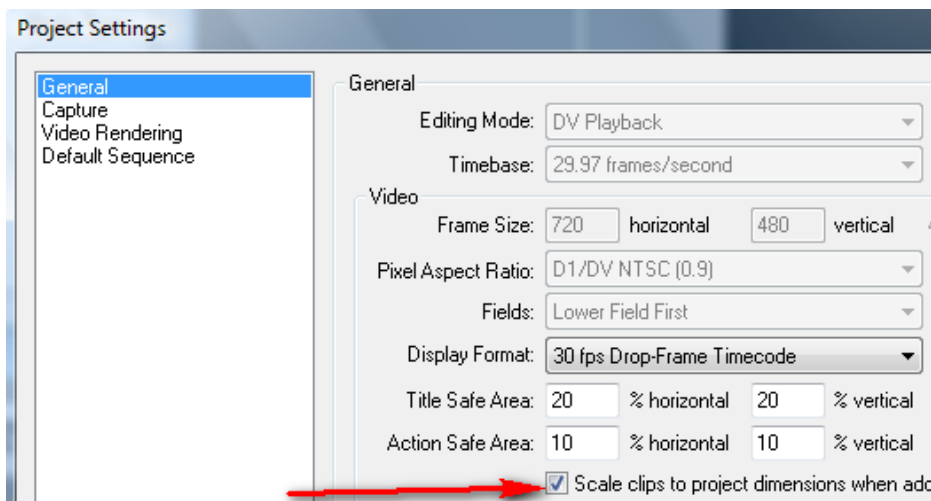 Project Settings
General
Capture
Video Rendering
Default Sequence
General
Editing Mode: DV Playback
Timebase: 29.97 frames/second
Video
Frame Size: 720 horizontal 480 vertical
Pixel Aspect Ratio: D1/DV NTSC (0.9)
Fields: Lower Field First
Display Format: 30 fps Drop-Frame Timecode
Title Safe Area: 20 % horizontal 20 % vertical
Action Safe Area: 10 % horizontal 10 % vertical
Scale clips to project dimensions when